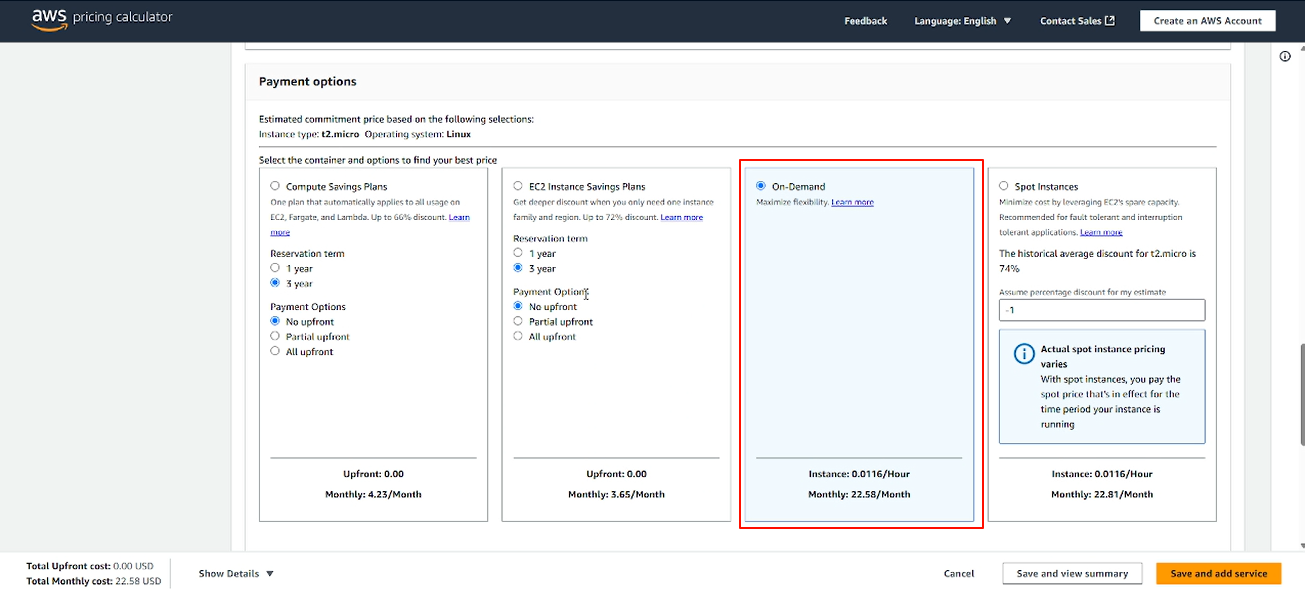 aws pricing calculator
Feedback
Language: English
Contact Sales
Create an AWS Account
Payment options
Estimated commitment price based on the following selections:
Instance type: t2.micro Operating system: Linux
Select the container and options to find your best price
Compute Savings Plans
One plan that automatically applies to all usage on
EC2, Fargate, and Lambda. Up to 66% discount. Learn
more
Reservation term
1 year
3 year
Payment Options
No upfront
Partial upfront
All upfront
Upfront: 0.00
Monthly: 4.23/Month
EC2 Instance Savings Plans
Get deeper discount when you only need one instance
family and region. Up to 72% discount. Learn more
Reservation term
1 year
3 year
Payment Options
No upfront
Partial upfront
All upfront
Upfront: 0.00
Monthly: 3.65/Month
On-Demand
Maximize flexibility. Learn more
Instance: 0.0116/Hour
Monthly: 22.58/Month
Spot Instances
Minimize cost by leveraging EC2's spare capacity.
Recommended for fault tolerant and interruption
tolerant applications. Learn more
The historical average discount for t2.micro is
74%
Assume percentage discount for my estimate
-1
Actual spot instance pricing
varies
With spot instances, you pay the
spot price that's in effect for the
time period your instance is
running
Instance: 0.0116/Hour
Monthly: 22.81/Month
Total Upfront cost: 0.00 USD
Total Monthly cost: 22.58 USD
Show Details
Cancel
Save and view summary
Save and add service